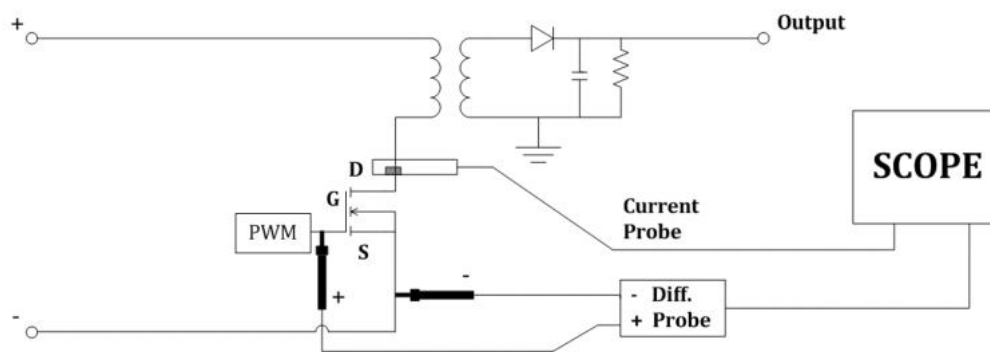 +
Output
D
SCOPE
G
Current
Probe
PWM
S
-
+
- Diff.
+ Probe
-